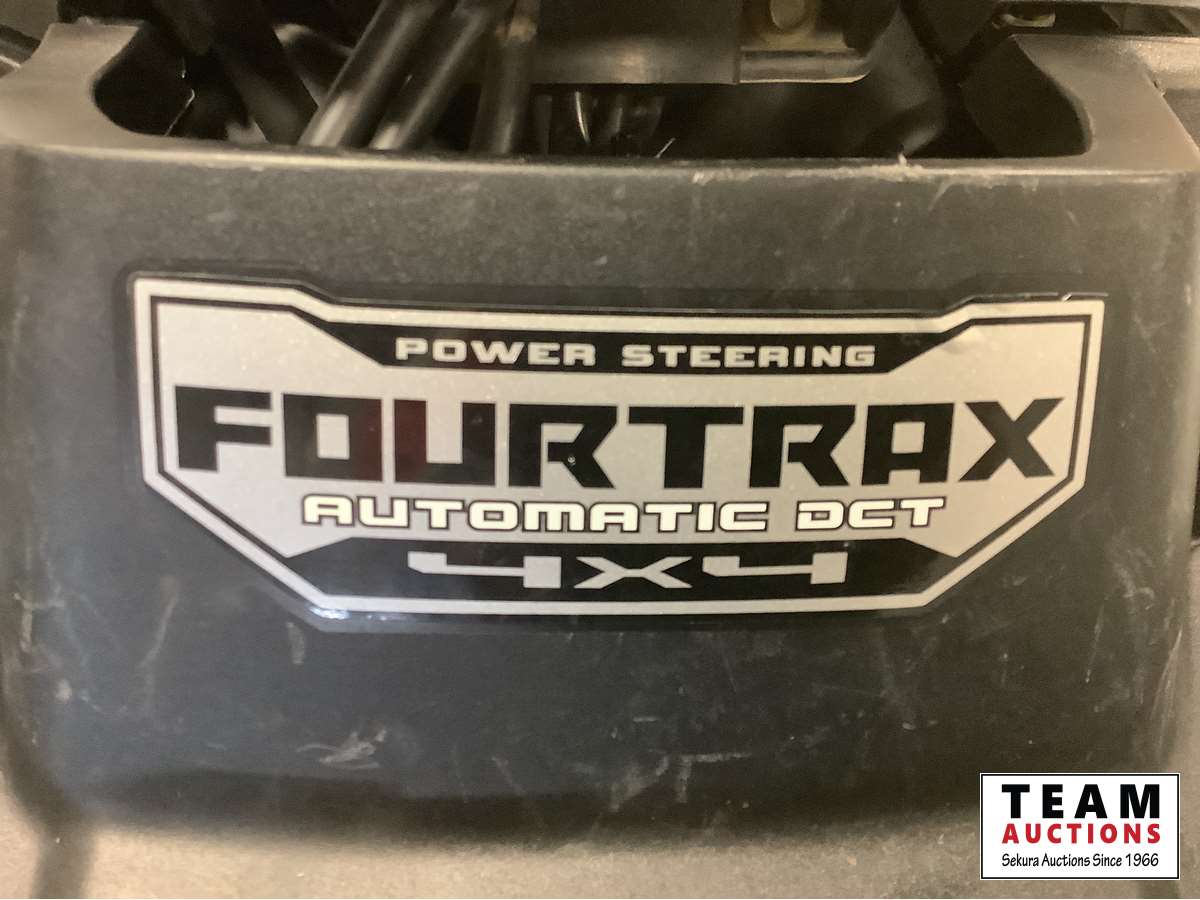 POWER STEERING
FOURTRAX
AUTOMATIC DCT
4X4
TEAM
AUCTIONS
Sekura Auctions Since 1966